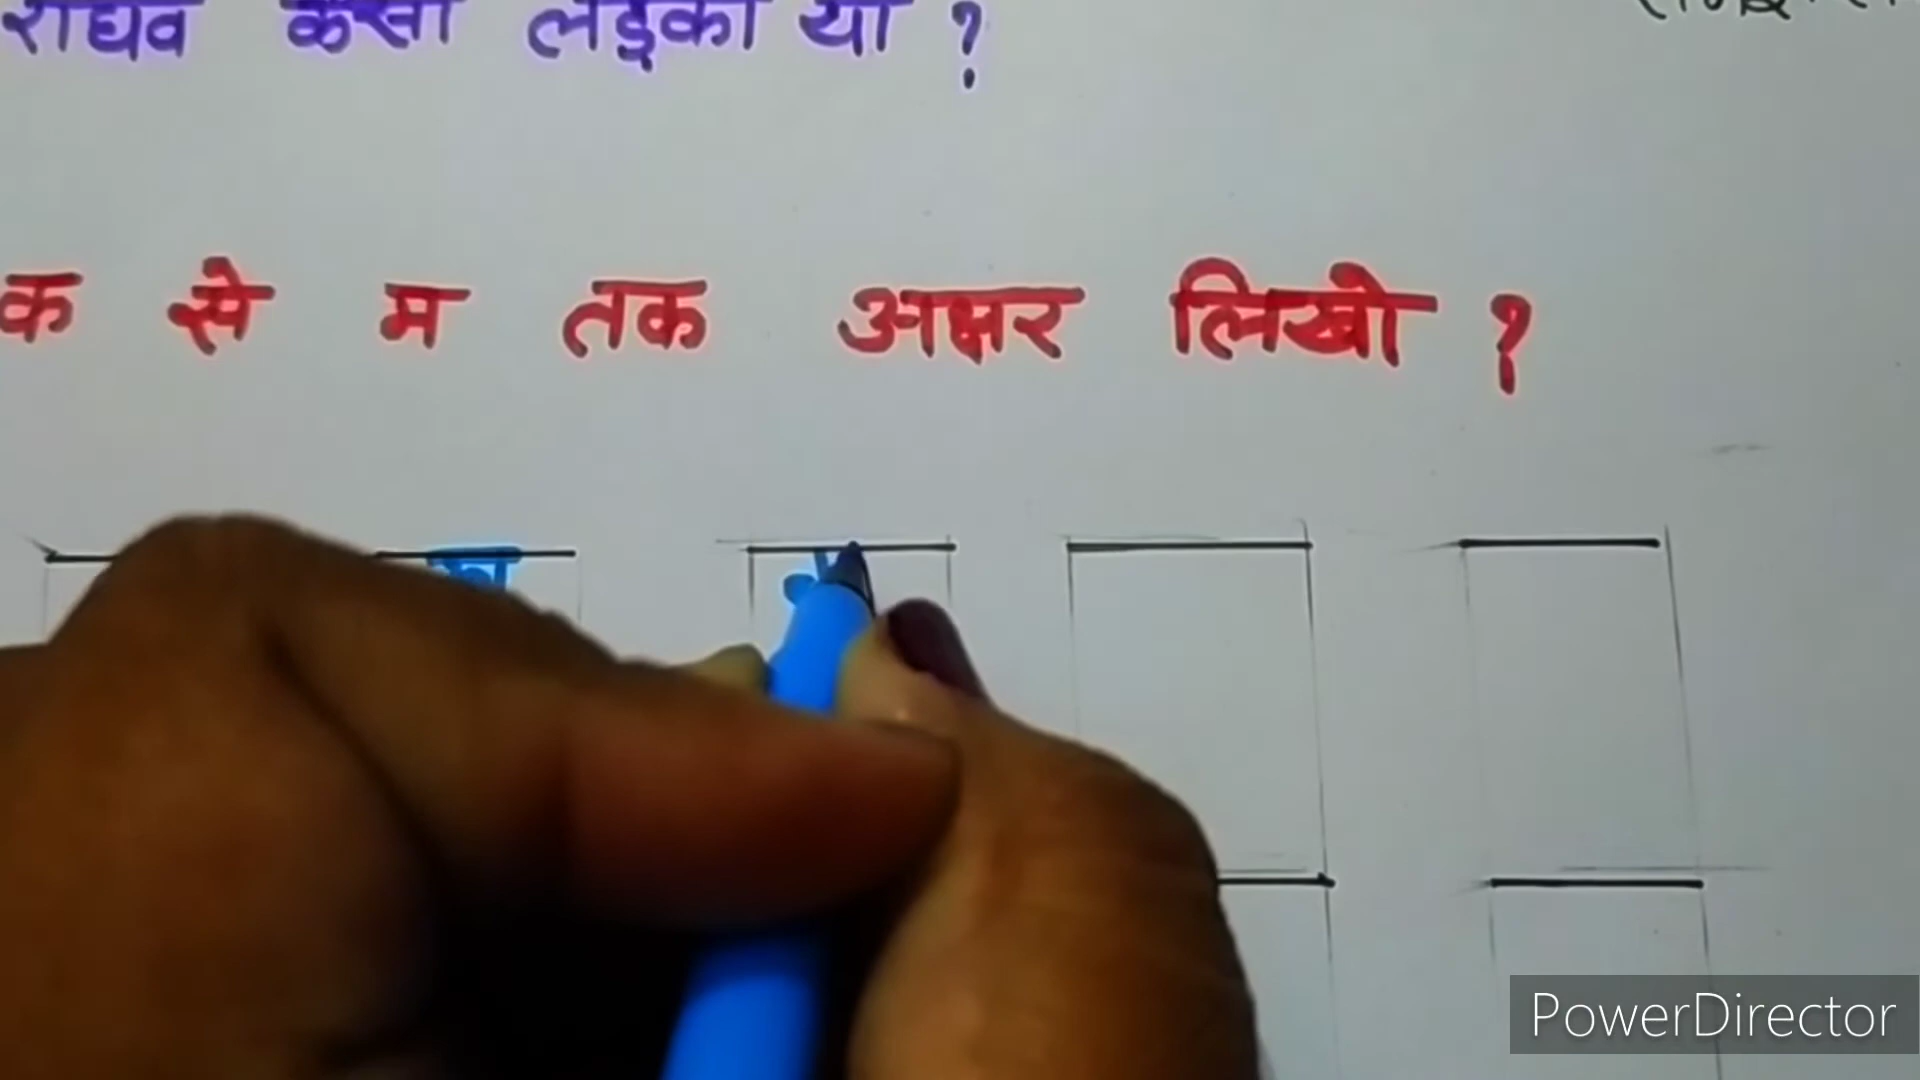 राघव कैसा लड़का था ?
क से म तक अक्षर लिखो ?
PowerDirector